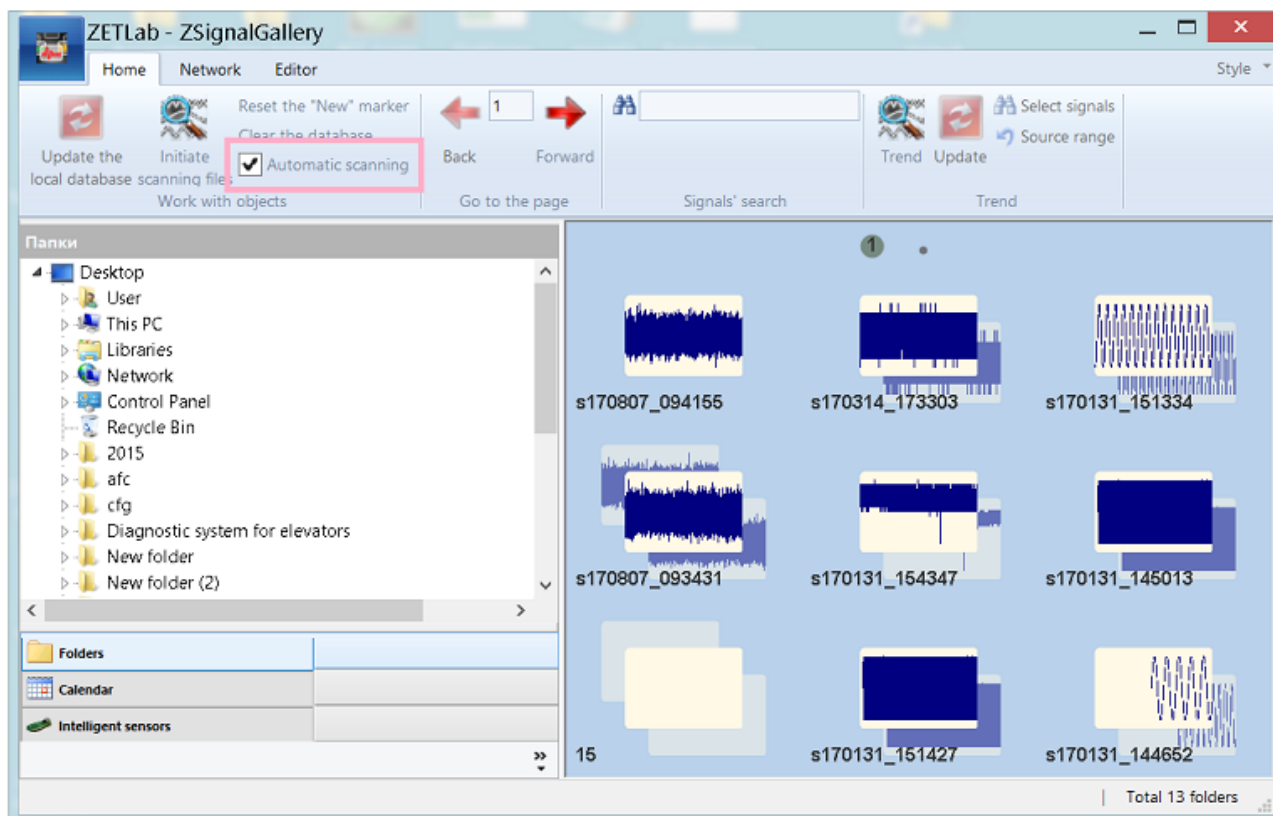 ZETLab - ZSignalGallery
Home Network Editor Style
Update the local database
Initiate scanning files
Reset the "New" marker
Clear the database
Automatic scanning
Work with objects
1
Back Forward
Go to the page
Signals' search
Trend Update
Select signals
Source range
Trend
Папки
Desktop
User
This PC
Libraries
Network
Control Panel
Recycle Bin
2015
afc
cfg
Diagnostic system for elevators
New folder
New folder (2)
Folders
Calendar
Intelligent sensors
1
s170807_094155 s170314_173303 s170131_151334
s170807_093431 s170131_154347 s170131_145013
15 s170131_151427 s170131_144652
Total 13 folders